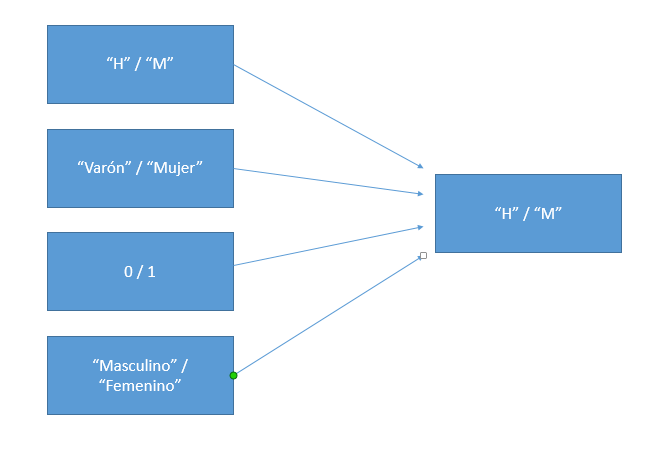 “H” / “M”
“Varón” / “Mujer”
0 / 1
“Masculino” /
“Femenino”
“H” / “M”